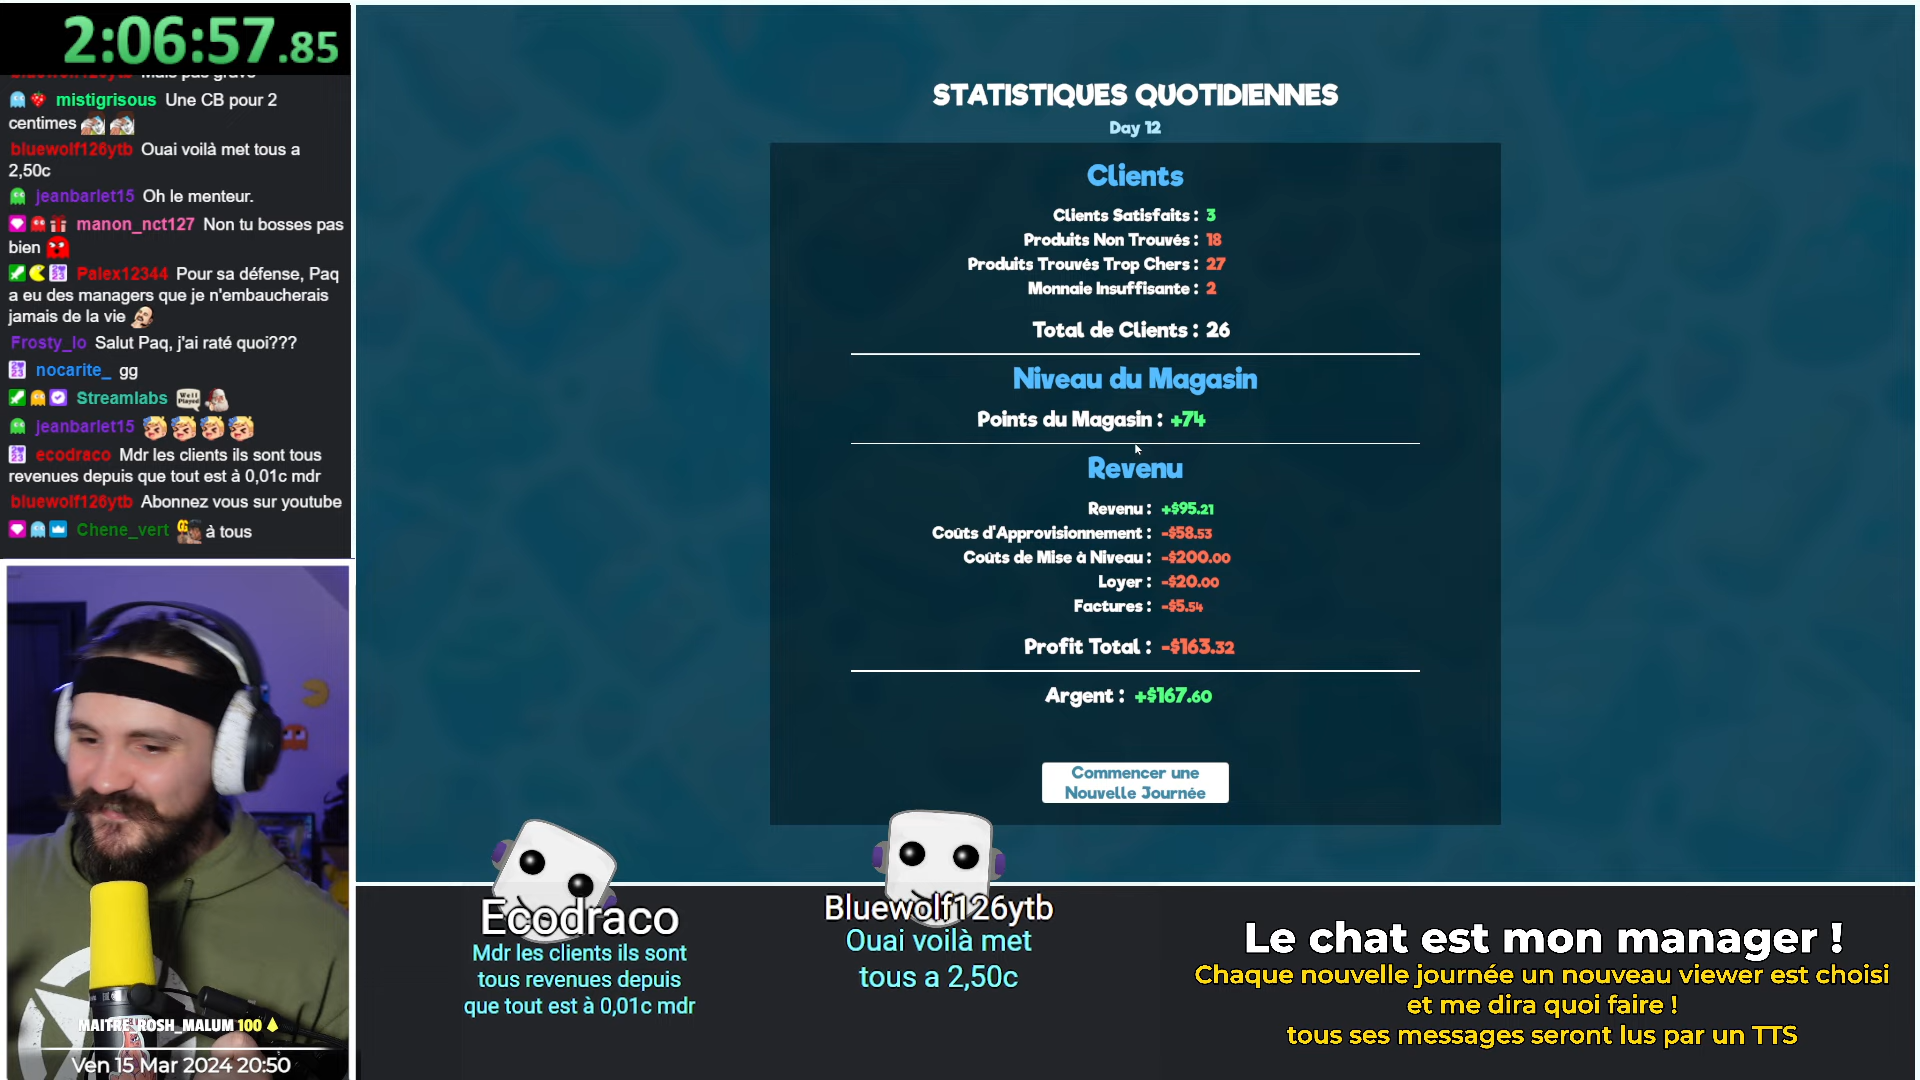 2:06:57.85
mistigrisous Une CB pour 2
centimes
bluewolf126ytb Ouai voilà met tous a
2,50c
jeanbarlet15 Oh le menteur.
manon_nct127 Non tu bosses pas
bien
Palex12344 Pour sa défense, Paq
a eu des managers que je n'embaucherais
jamais de la vie
Frosty_lo Salut Paq, j'ai raté quoi???
nocarite_ gg
Streamlabs
jeanbarlet15
ecodraco Mdr les clients ils sont tous
revenues depuis que tout est à 0,01c mdr
bluewolf126ytb Abonnez vous sur youtube
Chene_vert à tous
STATISTIQUES QUOTIDIENNES
Day 12
Clients
Clients Satisfaits : 3
Produits Non Trouvés : 18
Produits Trouvés Trop Chers : 27
Monnaie Insuffisante : 2
Total de Clients : 26
Niveau du Magasin
Points du Magasin : +74
Revenu
Revenu : +$95.21
Coûts d'Approvisionnement : -$58.53
Coûts de Mise à Niveau : -$200.00
Loyer : -$20.00
Factures : -$5.54
Profit Total : -$163.32
Argent : +$167.60
Commencer une
Nouvelle Journée
Ecodraco
Mdr les clients ils sont
tous revenues depuis
que tout est à 0,01c mdr
Bluewolf126ytb
Ouai voilà met
tous a 2,50c
Le chat est mon manager !
Chaque nouvelle journée un nouveau viewer est choisi
et me dira quoi faire !
tous ses messages seront lus par un TTS
MAITRE_ROSH_MALUM 100
Ven 15 Mar 2024 20:50